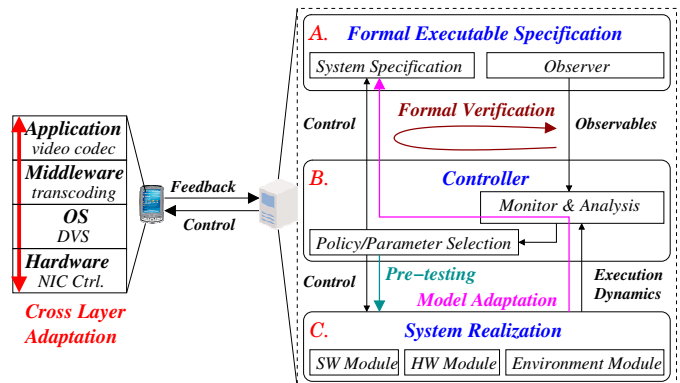 A. Formal Executable Specification
System Specification
Observer
Formal Verification
Control
Observables
Application
video codec
Middleware
transcoding
OS
DVS
Hardware
NIC Ctrl.
Cross Layer
Adaptation
Feedback
Control
B. Controller
Monitor & Analysis
Policy/Parameter Selection
Control
Pre-testing
Model Adaptation
Execution
Dynamics
C. System Realization
SW Module
HW Module
Environment Module